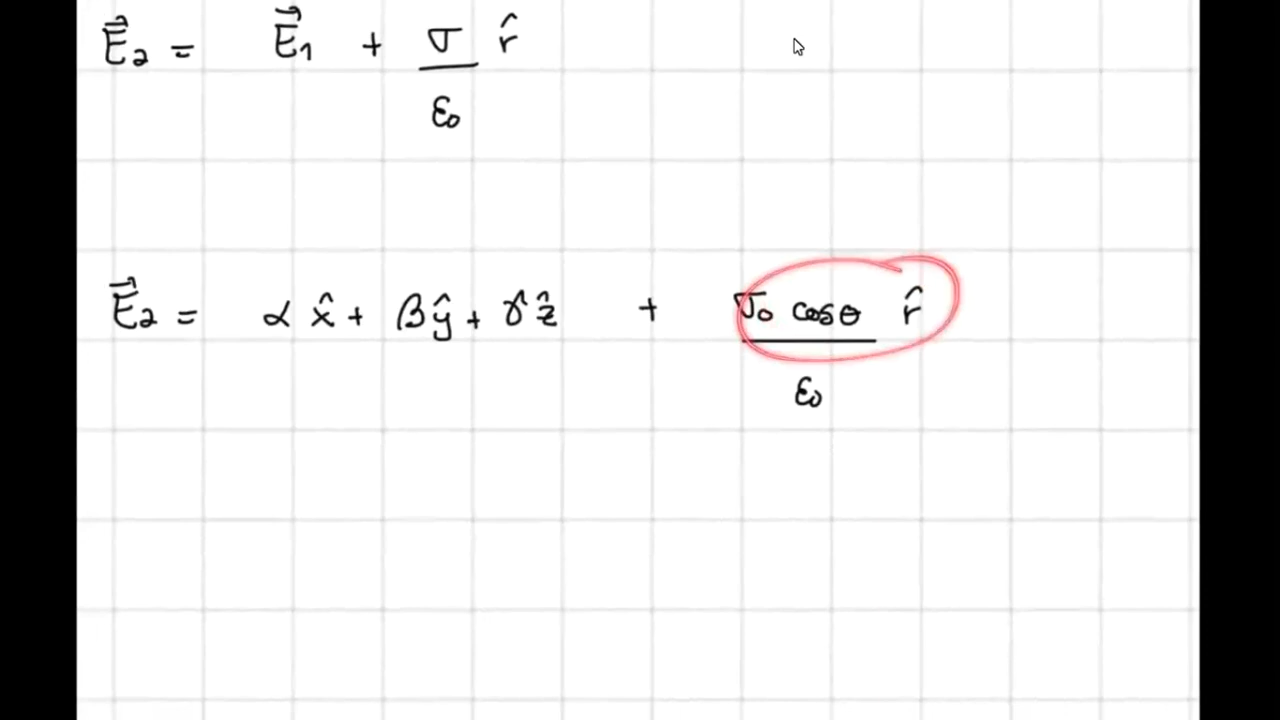 E⃗₂ = E⃗₁ + σ r̂
ε₀
E⃗₂ = α x̂ + β ŷ + γ ẑ + σ₀ cosθ r̂
ε₀